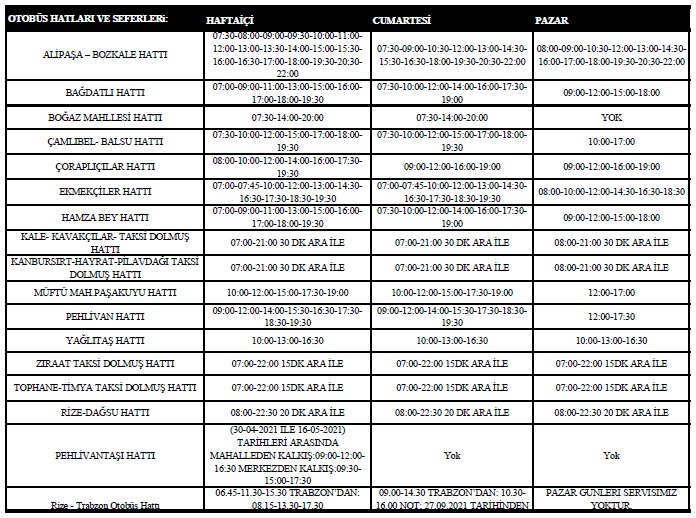 OTOBÜS HATLARI VE SEFERLERİ: HAFTAİÇİ CUMARTESİ PAZAR
07:30-08:00-09:00-09:30-10:00-11:00-
ALİPAŞA – BOZKALE HATTI 12:00-13:00-13:30-14:00-15:00-15:30- 07:30-09:00-10:30-12:00-13:00-14:30- 08:00-09:00-10:30-12:00-13:00-14:30-
16:00-16:30-17:00-18:00-19:30-20:30- 15:30-16:30-18:00-19:30-20:30-22:00 16:00-17:00-18:00-19:30-20:30-22:00
22:00
BAĞDATLI HATTI 07:00-09:00-11:00-13:00-15:00-16:00- 07:30-10:00-12:00-14:00-16:00-17:30- 09:00-12:00-15:00-18:00
17:00-18:00-19:30 19:00
BOĞAZ MAHLLESİ HATTI 07:30-14:00-20:00 07:30-14:00-20:00 YOK
ÇAMLIBEL- BALSU HATTI 07:30-10:00-12:00-15:00-17:00-18:00- 07:30-10:00-12:00-15:00-17:00-18:00- 10:00-17:00
19:30 19:30
ÇORAPLIÇILAR HATTI 08:00-10:00-12:00-14:00-16:00-17:30- 09:00-12:00-16:00-19:00 09:00-12:00-16:00-19:00
19:30
EKMEKÇİLER HATTI 07:00-07:45-10:00-12:00-13:00-14:30- 07:00-07:45-10:00-12:00-13:00-14:30- 08:00-10:00-12:00-14:30-16:30-18:30
16:30-17:30-18:30-19:30 16:30-17:30-18:30-19:30
HAMZA BEY HATTI 07:00-09:00-11:00-13:00-15:00-16:00- 07:30-10:00-12:00-14:00-16:00-17:30- 09:00-12:00-15:00-18:00
17:00-18:00-19:30 19:00
KALE- KAVAKÇILAR- TAKSİ DOLMUŞ 07:00-21:00 30 DK ARA İLE 07:00-21:00 30 DK ARA İLE 08:00-21:00 30 DK ARA İLE
HATTI
KANBURSIRT-HAYRAT-PİLAVDAĞI TAKSİ 07:00-21:00 30 DK ARA İLE 07:00-21:00 30 DK ARA İLE 08:00-21:00 30 DK ARA İLE
DOLMUŞ HATTI
MÜFTÜ MAH.PAŞAKUYU HATTI 10:00-12:00-15:00-17:30-19:00 10:00-12:00-15:00-17:30-19:00 12:00-17:00
PEHLİVAN HATTI 09:00-12:00-14:00-15:30-16:30-17:30- 09:00-12:00-14:00-15:30-17:30-18:30- 12:00-17:30
18:30-19:30 19:30
YAĞLITAŞ HATTI 10:00-13:00-16:30 10:00-13:00-16:30 10:00-13:00-16:30
ZIRAAT TAKSİ DOLMUŞ HATTI 07:00-22:00 15DK ARA İLE 07:00-22:00 15DK ARA İLE 07:00-22:00 15DK ARA İLE
TOPHANE-TİMYA TAKSİ DOLMUŞ HATTI 07:00-22:00 15DK ARA İLE 07:00-22:00 15DK ARA İLE 07:00-22:00 15DK ARA İLE
RİZE-DAĞSU HATTI 08:00-22:30 20 DK ARA İLE 08:00-22:30 20 DK ARA İLE 08:00-22:30 20 DK ARA İLE
(30-04-2021 ILE 16-05-2021)
TARİHLERİ ARASINDA
PEHLİVANTAŞI HATTI MAHALLEDEN KALKIŞ:09:00-12:00- Yok Yok
16:30 MERKEZDEN KALKIŞ:09:30-
15:00-17:30
Rize - Trabzon Otobüs Hattı 06.45-11.30-15.30 TRABZON’DAN: 09.00-14.30 TRABZON’DAN: 10.30- PAZAR GÜNLERİ SERVİSİMİZ
08.15-13.30-17.30 16.00 NOT: 27.09.2021 TARİHİNDEN YOKTUR.